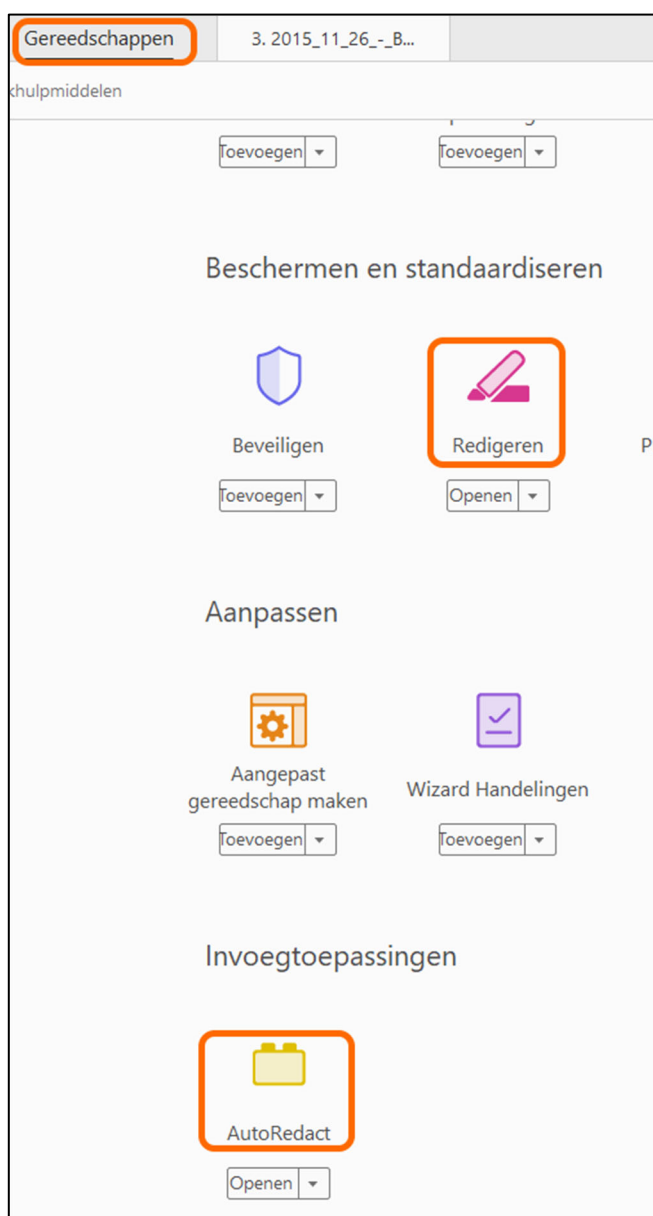 Gereedschappen 3. 2015_11_26_-_B...
hulpmiddelen
Toevoegen Toevoegen
Beschermen en standaardiseren
Beveiligen Redigeren P
Toevoegen Openen
Aanpassen
Aangepast
gereedschap maken Wizard Handelingen
Toevoegen Toevoegen
Invoegtoepassingen
AutoRedact
Openen